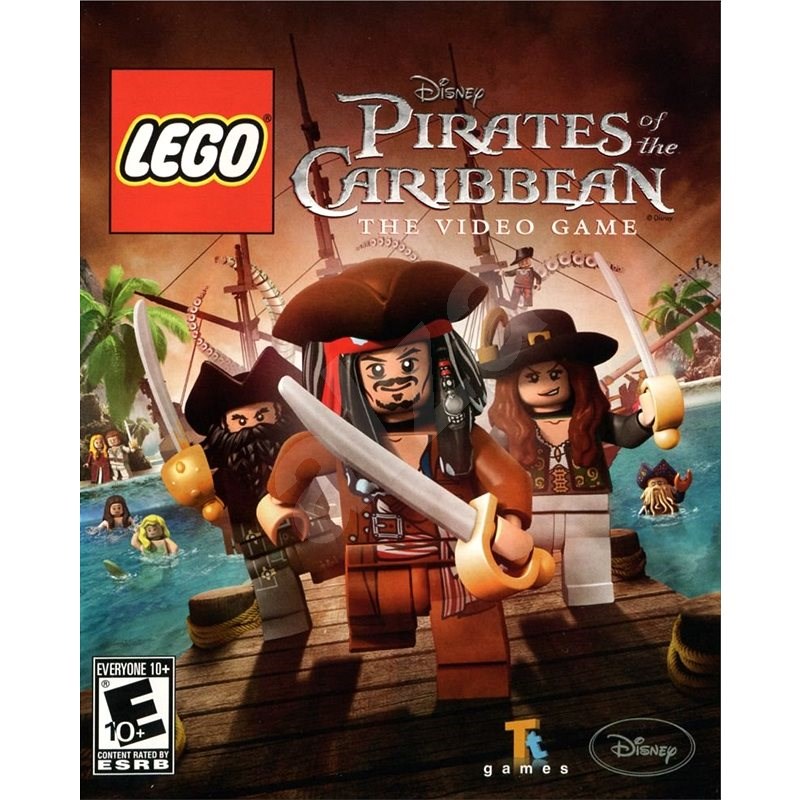 LEGO®
DISNEY
PIRATES of the
CARIBBEAN
© Disney
THE VIDEO GAME
EVERYONE 10+
®
E
10+
CONTENT RATED BY
ESRB
Tt
games
DISNEY